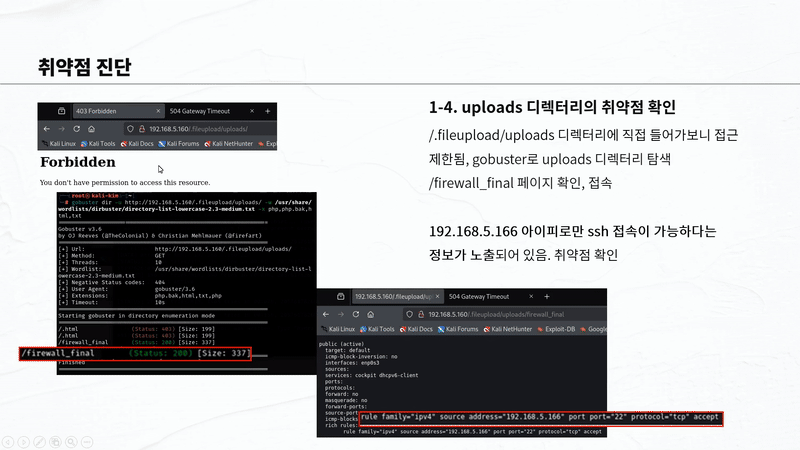 취약점 진단
403 Forbidden
504 Gateway Timeout
192.168.5.160/.fileupload/uploads/
Kali Linux Kali Tools Kali Docs Kali Forums Kali NetHunter Expl
Forbidden
You don't have permission to access this resource.
root㉿kali-kim
# gobuster dir -u http://192.168.5.160/.fileupload/uploads/ -w /usr/share/
wordlists/dirbuster/directory-list-lowercase-2.3-medium.txt -x php,php.bak,h
tml,txt
Gobuster v3.6
by OJ Reeves (@TheColonial) & Christian Mehlmauer (@firefart)
[+] Url: http://192.168.5.160/.fileupload/uploads/
[+] Method: GET
[+] Threads: 10
[+] Wordlist: /usr/share/wordlists/dirbuster/directory-list-l
owercase-2.3-medium.txt
[+] Negative Status codes: 404
[+] User Agent: gobuster/3.6
[+] Extensions: php.bak,html,txt,php
[+] Timeout: 10s
Starting gobuster in directory enumeration mode
/.html (Status: 403) [Size: 199]
/.html (Status: 403) [Size: 199]
/firewall_final (Status: 200) [Size: 337]
/firewall_final (Status: 200) [Size: 337]
Finished
1-4. uploads 디렉터리의 취약점 확인
/.fileupload/uploads 디렉터리에 직접 들어가보니 접근
제한됨, gobuster로 uploads 디렉터리 탐색
/firewall_final 페이지 확인, 접속
192.168.5.166 아이피로만 ssh 접속이 가능하다는
정보가 노출되어 있음. 취약점 확인
192.168.5.160/.fileupload/up
504 Gateway Timeout
192.168.5.160/.fileupload/uploads/firewall_final
Kali Linux Kali Tools Kali Docs Kali Forums Kali NetHunter Exploit-DB Google
public (active)
target: default
icmp-block-inversion: no
interfaces: enp0s3
sources:
services: cockpit dhcpv6-client
ports:
protocols:
forward: no
masquerade: no
forward-ports:
source-port
icmp-blocks
rich rules:
rule family="ipv4" source address="192.168.5.166" port port="22" protocol="tcp" accept
rule family="ipv4" source address="192.168.5.166" port port="22" protocol="tcp" accept